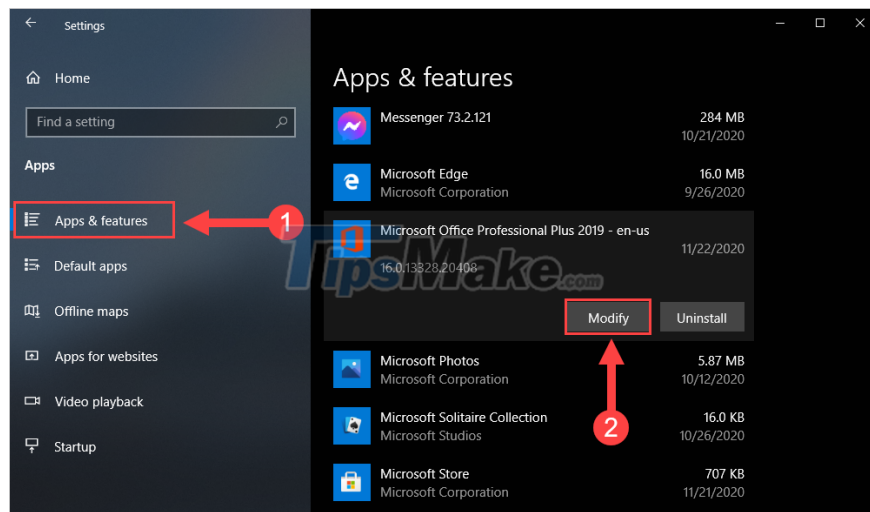 Settings
Home
Find a setting
Apps
Apps & features
1
Default apps
Offline maps
Apps for websites
Video playback
Startup
Apps & features
Messenger 73.2.121
284 MB
10/21/2020
Microsoft Edge
16.0 MB
Microsoft Corporation
9/26/2020
Microsoft Office Professional Plus 2019 - en-us
11/22/2020
16.0.13328.20408
TipsMake.com
Modify
Uninstall
2
Microsoft Photos
5.87 MB
Microsoft Corporation
10/12/2020
Microsoft Solitaire Collection
16.0 KB
Microsoft Studios
10/26/2020
Microsoft Store
707 KB
Microsoft Corporation
11/21/2020